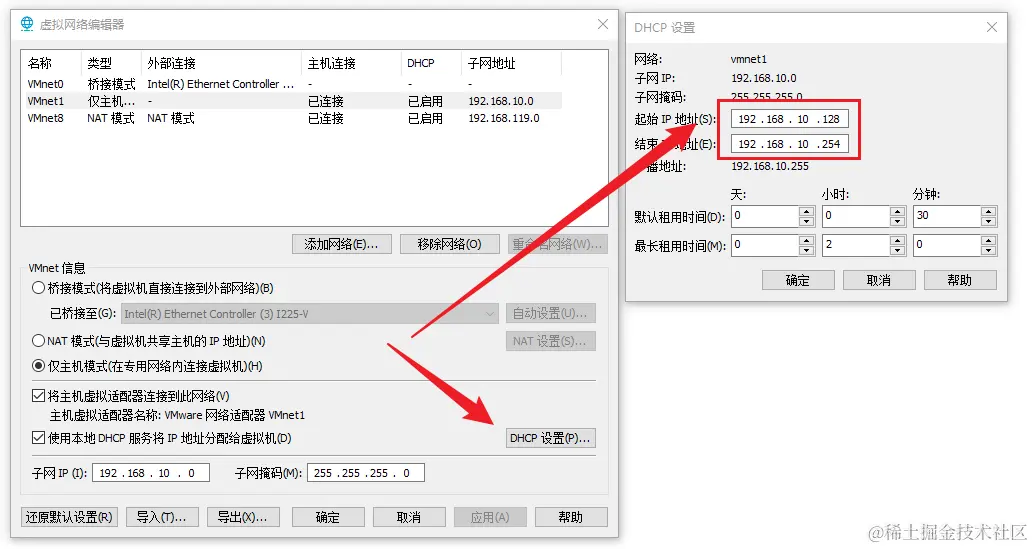 虚拟网络编辑器
名称 类型 外部连接 主机连接 DHCP 子网地址
VMnet0 桥接模式 Intel(R) Ethernet Controller ... - - -
VMnet1 仅主机... - 已连接 已启用 192.168.10.0
VMnet8 NAT 模式 NAT 模式 已连接 已启用 192.168.119.0
添加网络(E)... 移除网络(O) 重命名网络(W)...
VMnet 信息
桥接模式(将虚拟机直接连接到外部网络)(B)
已桥接至(G): Intel(R) Ethernet Controller (3) I225-V 自动设置(U)...
NAT 模式(与虚拟机共享主机的 IP 地址)(N) NAT 设置(S)...
仅主机模式(在专用网络内连接虚拟机)(H)
将主机虚拟适配器连接到此网络(V)
主机虚拟适配器名称: VMware 网络适配器 VMnet1
使用本地 DHCP 服务将 IP 地址分配给虚拟机(D) DHCP 设置(P)...
子网 IP (I): 192 . 168 . 10 . 0 子网掩码(M): 255 . 255 . 255 . 0
还原默认设置(R) 导入(T)... 导出(X)... 确定 取消 应用(A) 帮助
DHCP 设置
网络: vmnet1
子网 IP: 192.168.10.0
子网掩码: 255.255.255.0
起始 IP 地址(S): 192 . 168 . 10 . 128
结束 地址(E): 192 . 168 . 10 . 254
播地址: 192.168.10.255
天: 小时: 分钟:
默认租用时间(D): 0 0 30
最长租用时间(M): 0 2 0
确定 取消 帮助
@稀土掘金技术社区